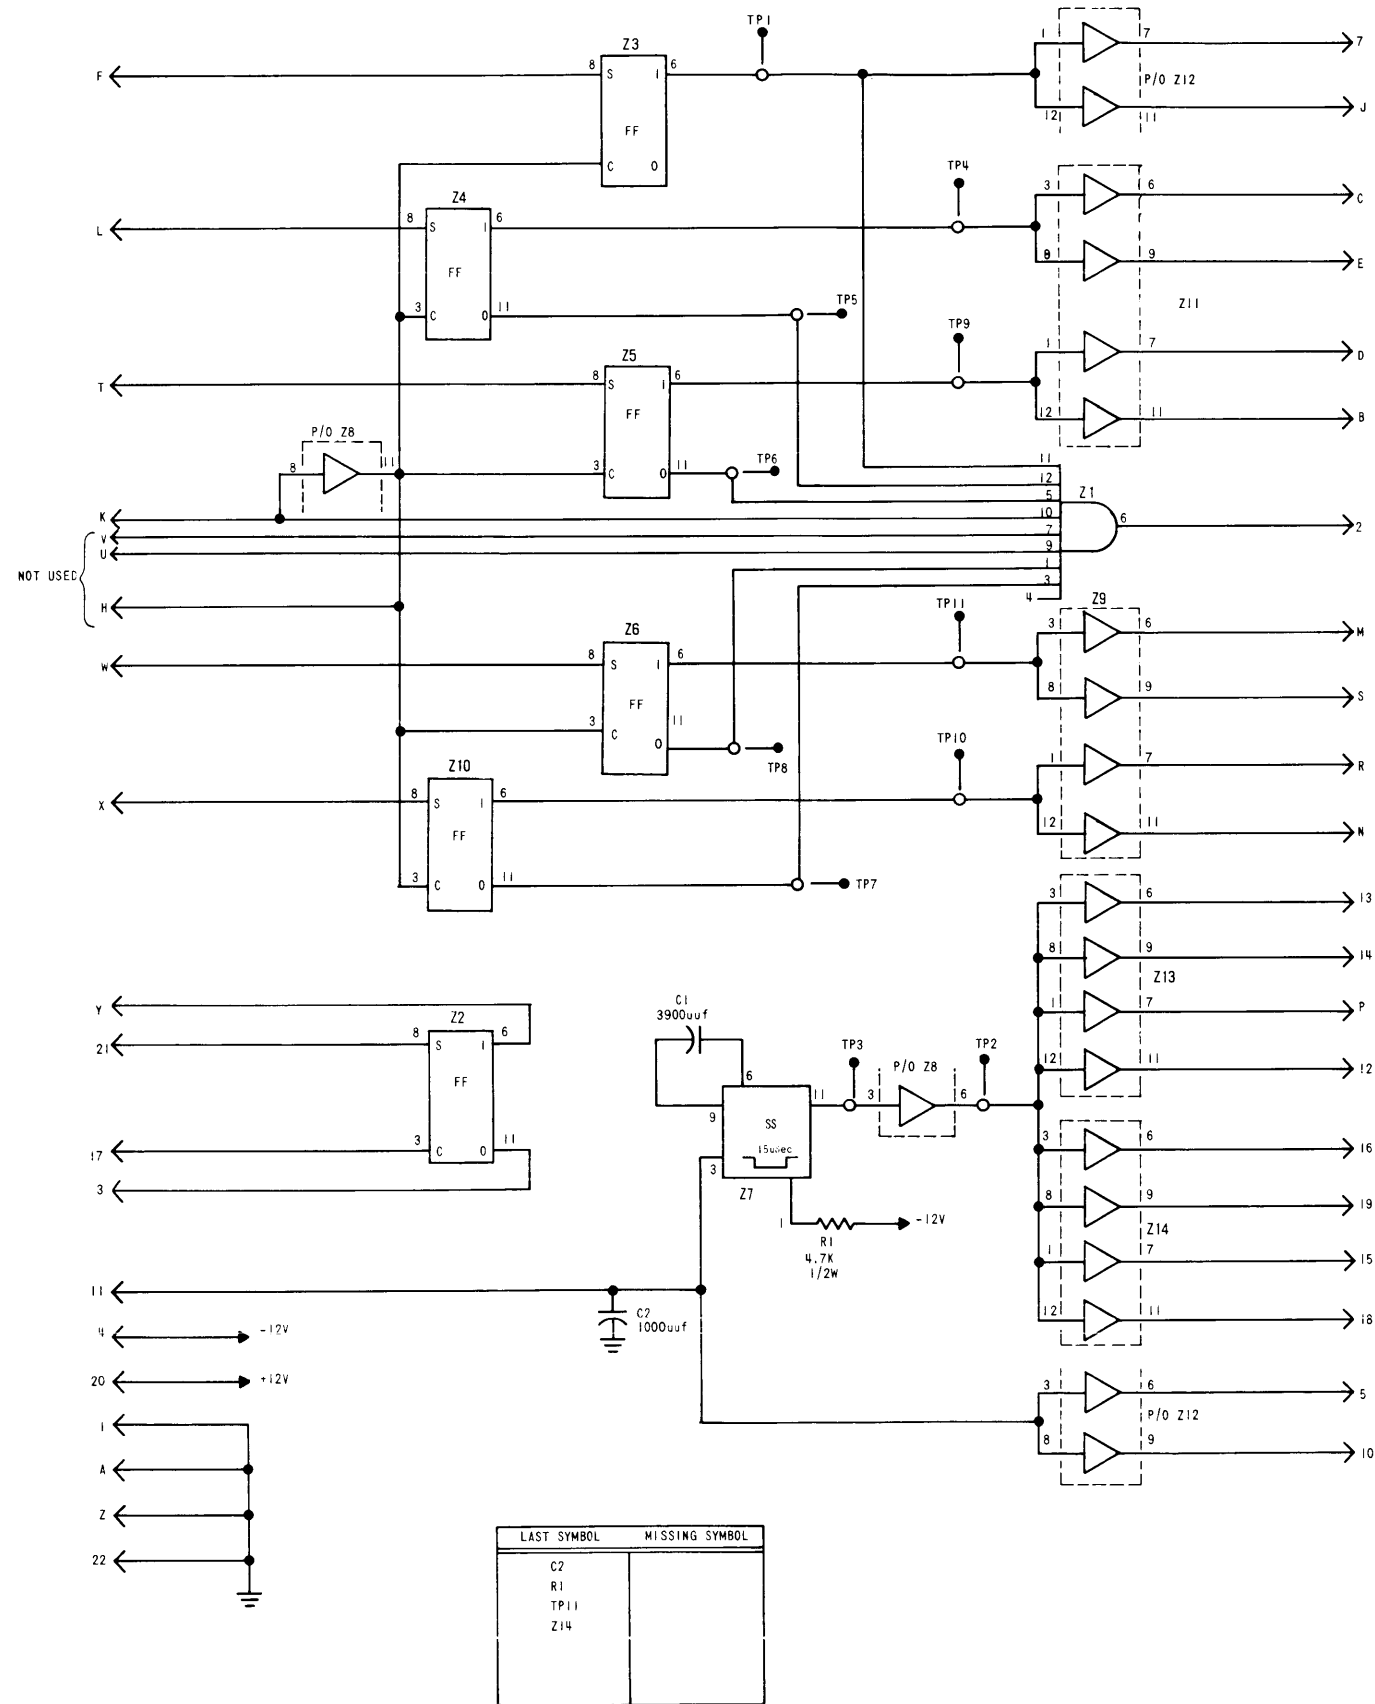 TP1
Z3
F
8
S
1
6
FF
C
O
1
7
7
P/O Z12
12
11
J
TP4
Z4
L
8
S
1
6
FF
3
C
O
11
TP5
3
6
C
8
9
E
Z11
TP9
Z5
T
8
S
1
6
FF
3
C
O
11
TP6
1
7
D
12
11
B
P/O Z8
8
11
K
V
U
NOT USED
H
11
12
5
10
7
9
1
3
4
Z1
6
2
TP11
Z9
Z6
W
8
S
1
6
FF
3
C
O
11
TP8
3
6
M
8
9
S
TP10
Z10
X
8
S
1
6
FF
3
C
O
11
TP7
1
7
R
12
11
N
3
6
13
8
9
14
Z13
1
7
P
12
11
12
Y
Z2
21
8
S
1
6
FF
17
3
C
O
11
3
C1
3900uuf
6
9
SS
15usec
3
Z7
11
TP3
P/O Z8
3
6
TP2
1
R1
4.7K
1/2W
-12V
3
6
16
8
9
19
Z14
1
7
15
12
11
18
11
C2
1000uuf
4
-12V
20
+12V
1
A
Z
22
3
6
5
P/O Z12
8
9
10
LAST SYMBOL MISSING SYMBOL
C2
R1
TP11
Z14